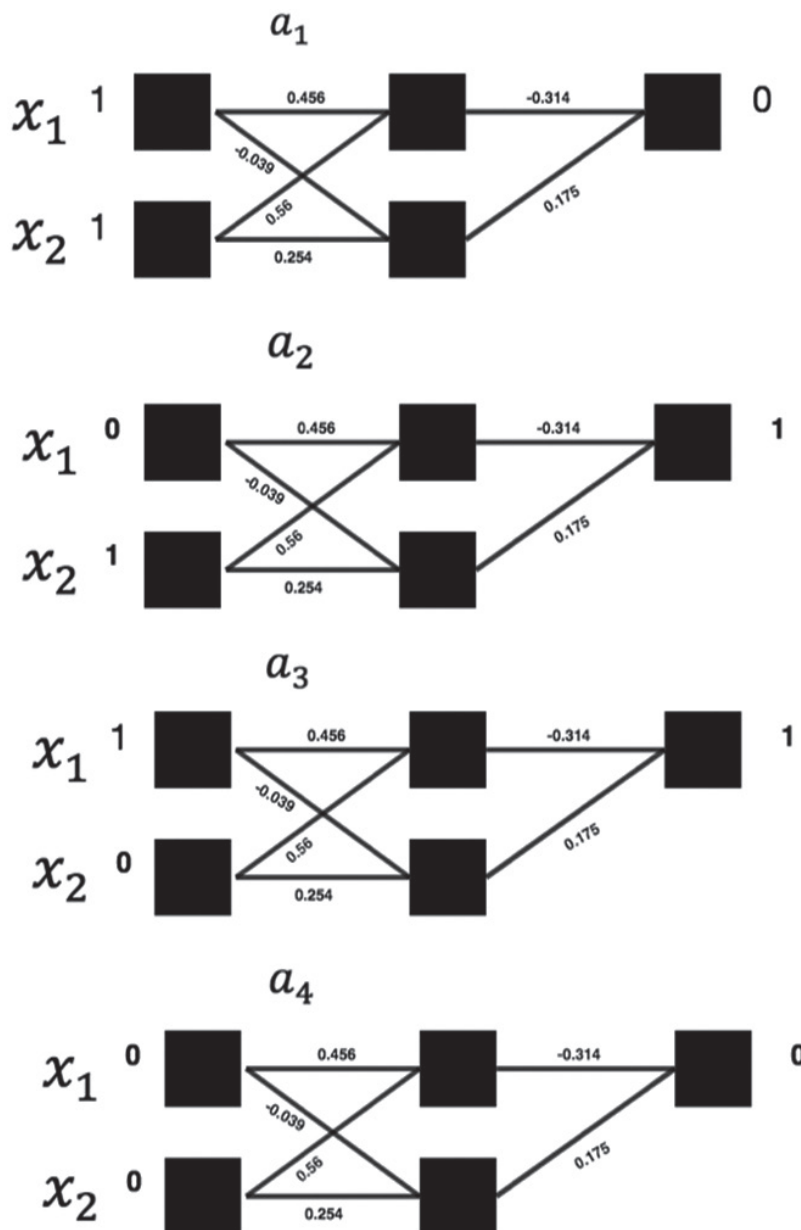 a₁
x₁ 1 0.456 -0.314 0
-0.039
x₂ 1 0.56 0.175
0.254
a₂
x₁ 0 0.456 -0.314 1
-0.039
x₂ 1 0.56 0.175
0.254
a₃
x₁ 1 0.456 -0.314 1
-0.039
x₂ 0 0.56 0.175
0.254
a₄
x₁ 0 0.456 -0.314 0
-0.039
x₂ 0 0.56 0.175
0.254